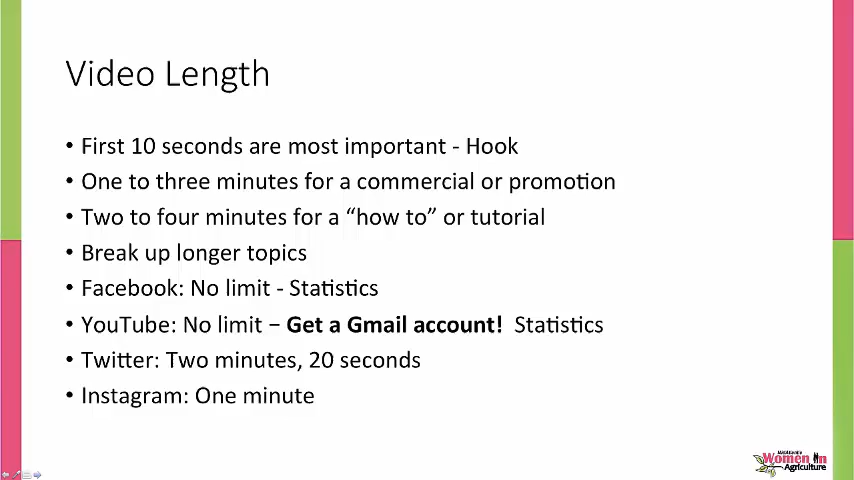 Video Length
• First 10 seconds are most important - Hook
• One to three minutes for a commercial or promotion
• Two to four minutes for a “how to” or tutorial
• Break up longer topics
• Facebook: No limit - Statistics
• YouTube: No limit – Get a Gmail account!  Statistics
• Twitter: Two minutes, 20 seconds
• Instagram: One minute
Women in
Agriculture